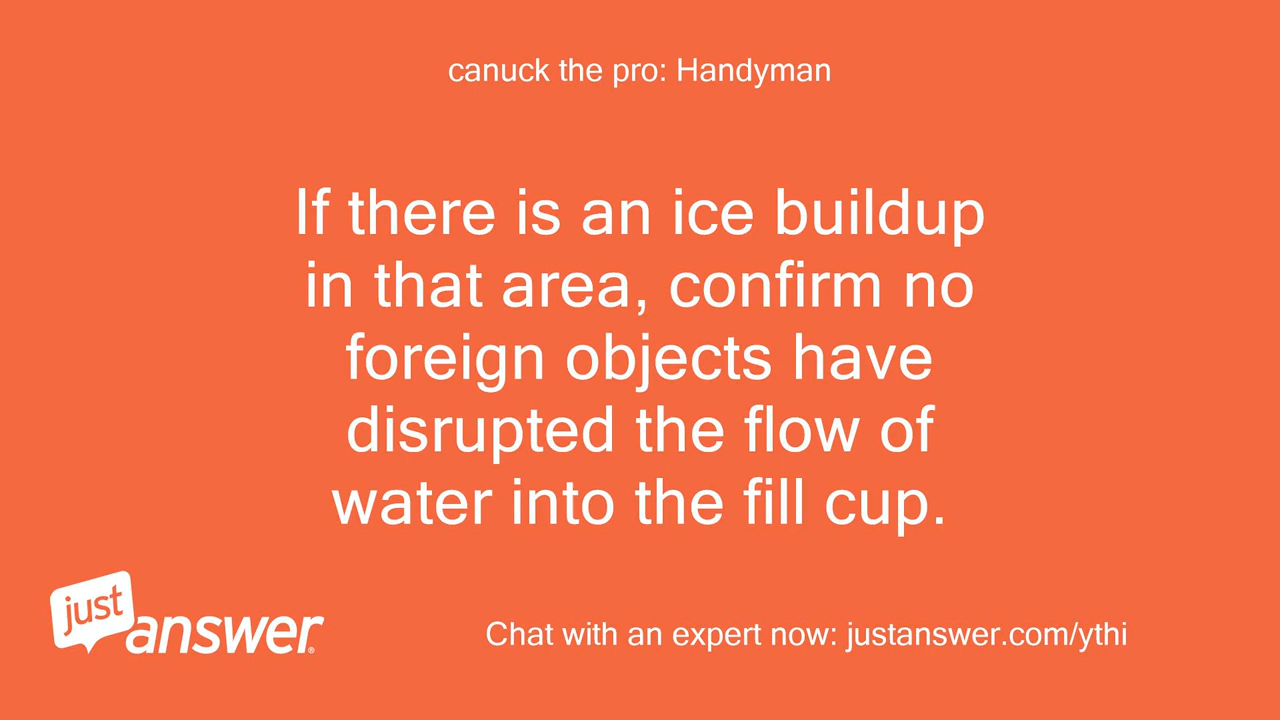 canuck the pro: Handyman
If there is an ice buildup
in that area, confirm no
foreign objects have
disrupted the flow of
water into the fill cup.
just
answer®
Chat with an expert now: justanswer.com/ythi